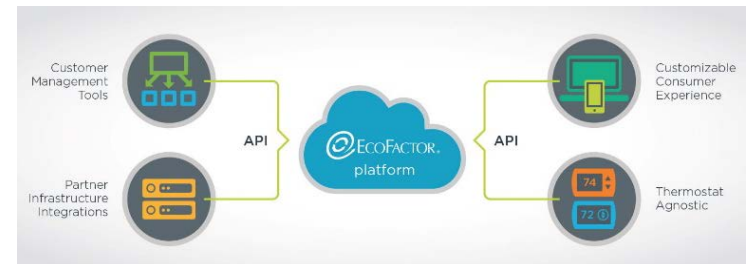 Customer
Management
Tools
Partner
Infrastructure
Integrations
API
ECOFACTOR.
platform
API
Customizable
Consumer
Experience
74
72
Thermostat
Agnostic